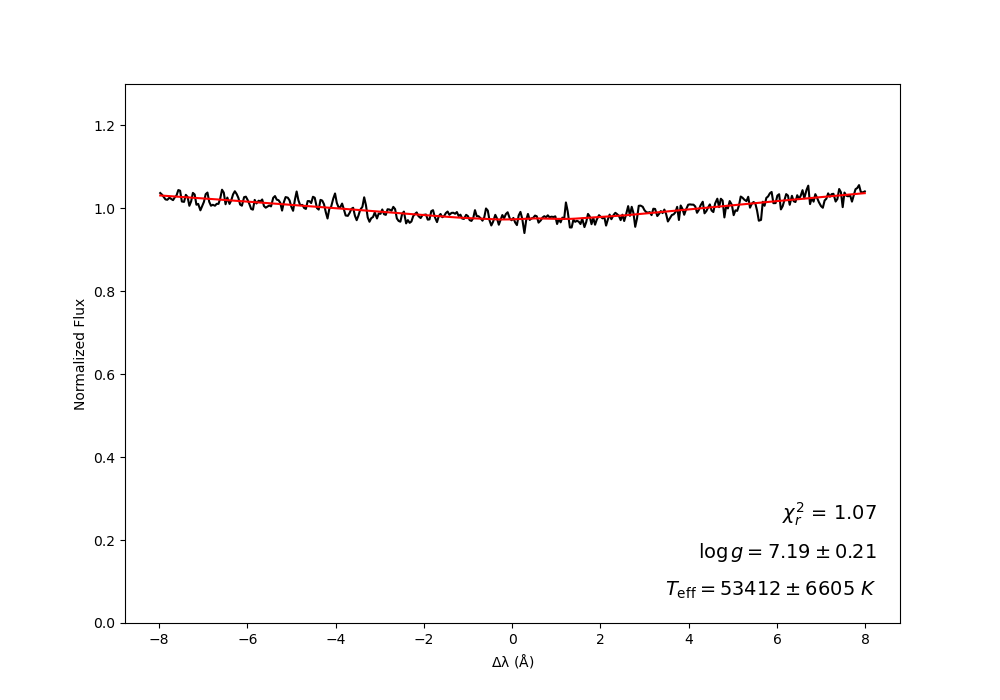 1.2
1.0
0.8
0.6
0.4
0.2
0.0
Normalized Flux
χ²ᵣ = 1.07
log g = 7.19 ± 0.21
T_eff = 53412 ± 6605 K
−8 −6 −4 −2 0 2 4 6 8
Δλ (Å)